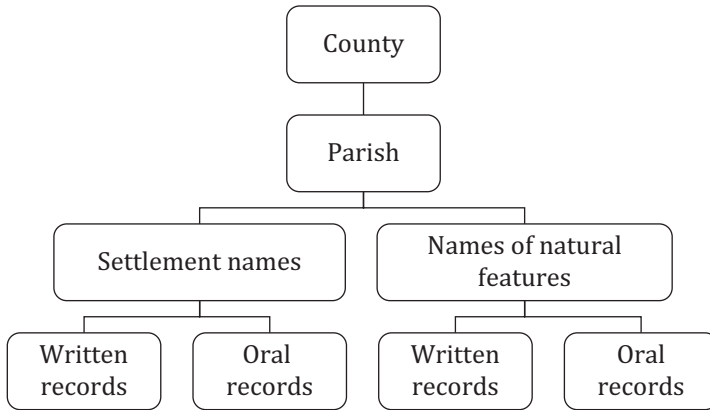 County
Parish
Settlement names
Names of natural
features
Written
records
Oral
records
Written
records
Oral
records